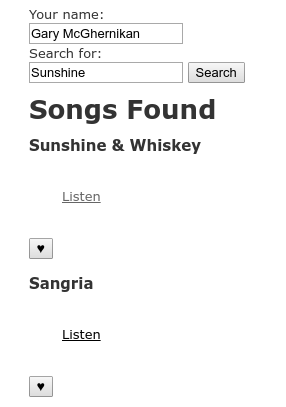 Your name:
Gary McGhernikan
Search for:
Sunshine Search
Songs Found
Sunshine & Whiskey
Listen
♥
Sangria
Listen
♥